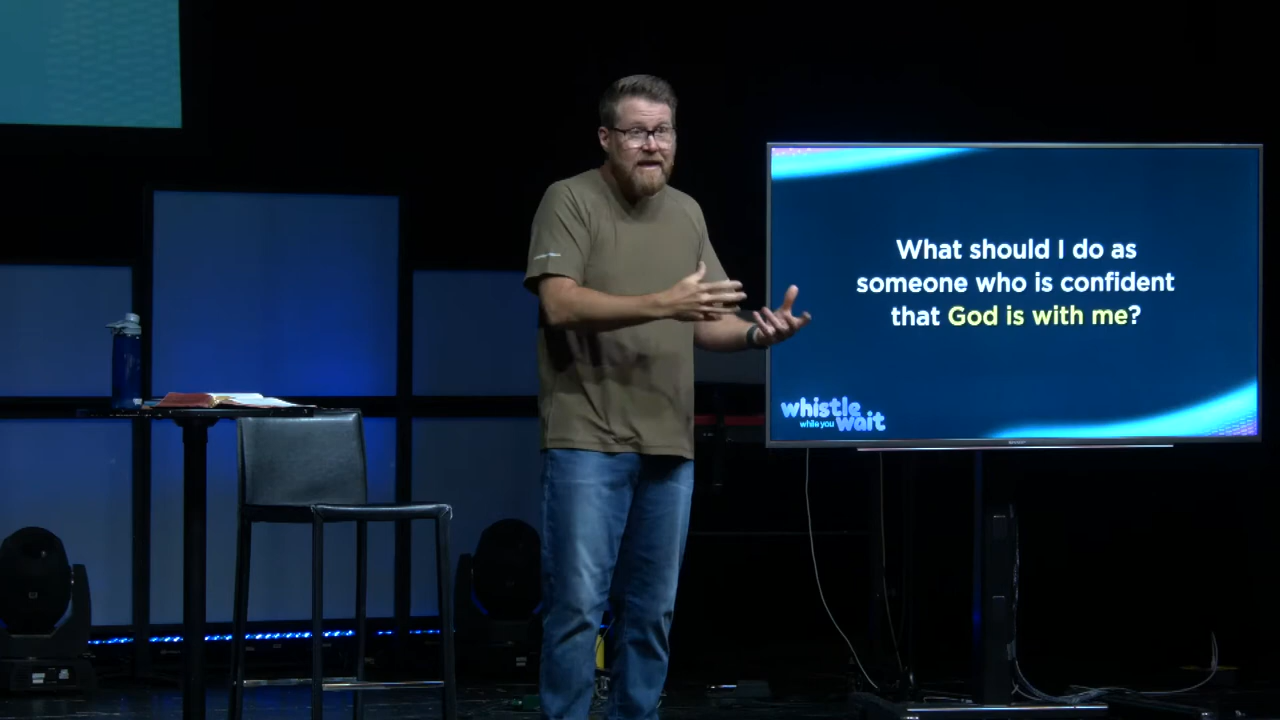 What should I do as
someone who is confident
that God is with me?
whistle
while you wait